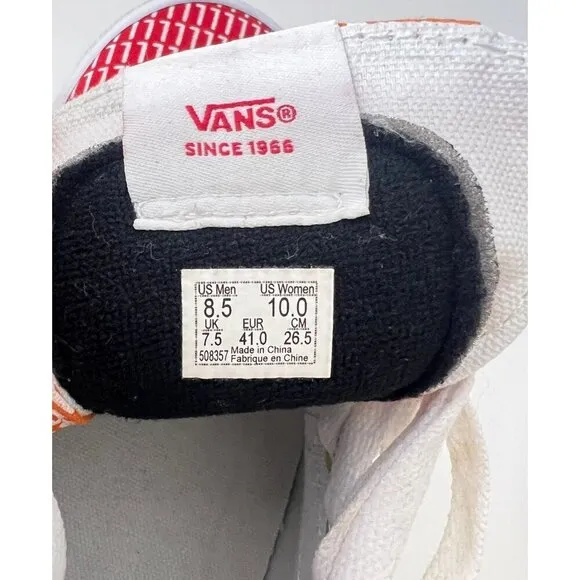 VANS®
SINCE 1966
US Men US Women
8.5 10.0
UK EUR CM
7.5 41.0 26.5
508357 Made in China
Fabrique en Chine